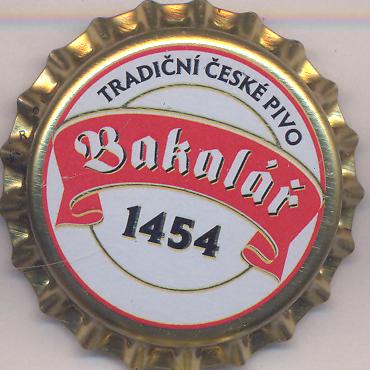 TRADIČNÍ ČESKÉ PIVO
Bakalář
1454